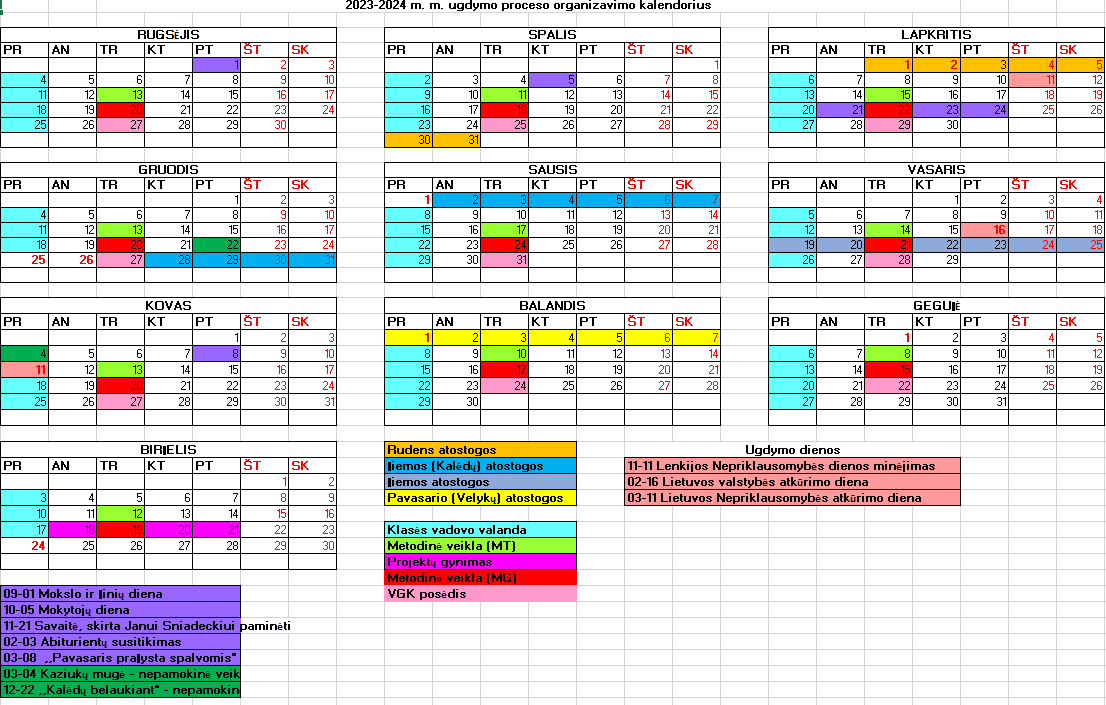 2023-2024 m. m. ugdymo proceso organizavimo kalendorius
RUGSĖJIS
PR AN TR KT PT ŠT SK
1 2 3
4 5 6 7 8 9 10
11 12 13 14 15 16 17
18 19 20 21 22 23 24
25 26 27 28 29 30
SPALIS
PR AN TR KT PT ŠT SK
1
2 3 4 5 6 7 8
9 10 11 12 13 14 15
16 17 18 19 20 21 22
23 24 25 26 27 28 29
30 31
LAPKRITIS
PR AN TR KT PT ŠT SK
1 2 3 4 5
6 7 8 9 10 11 12
13 14 15 16 17 18 19
20 21 22 23 24 25 26
27 28 29 30
GRUODIS
PR AN TR KT PT ŠT SK
1 2 3
4 5 6 7 8 9 10
11 12 13 14 15 16 17
18 19 20 21 22 23 24
25 26 27 28 29 30 31
SAUSIS
PR AN TR KT PT ŠT SK
1 2 3 4 5 6 7
8 9 10 11 12 13 14
15 16 17 18 19 20 21
22 23 24 25 26 27 28
29 30 31
VASARIS
PR AN TR KT PT ŠT SK
1 2 3 4
5 6 7 8 9 10 11
12 13 14 15 16 17 18
19 20 21 22 23 24 25
26 27 28 29
KOVAS
PR AN TR KT PT ŠT SK
1 2 3
4 5 6 7 8 9 10
11 12 13 14 15 16 17
18 19 20 21 22 23 24
25 26 27 28 29 30 31
BALANDIS
PR AN TR KT PT ŠT SK
1 2 3 4 5 6 7
8 9 10 11 12 13 14
15 16 17 18 19 20 21
22 23 24 25 26 27 28
29 30
GEGUŽĖ
PR AN TR KT PT ŠT SK
1 2 3 4 5
6 7 8 9 10 11 12
13 14 15 16 17 18 19
20 21 22 23 24 25 26
27 28 29 30 31
BIRŽELIS
PR AN TR KT PT ŠT SK
1 2
3 4 5 6 7 8 9
10 11 12 13 14 15 16
17 18 19 20 21 22 23
24 25 26 27 28 29 30
Rudens atostogos
Žiemos (Kalėdų) atostogos
Žiemos atostogos
Pavasario (Velykų) atostogos
Klasės vadovo valanda
Metodinė veikla (MT)
Projektų gynimas
Metodinė veikla (MG)
VGK posėdis
Ugdymo dienos
11-11 Lenkijos Nepriklausomybės dienos minėjimas
02-16 Lietuvos valstybės atkūrimo diena
03-11 Lietuvos Nepriklausomybės atkūrimo diena
09-01 Mokslo ir žinių diena
10-05 Mokytojų diena
11-21 Savaitė, skirta Janui Sniadeckiui paminėti
02-03 Abiturientų susitikimas
03-08 ,,Pavasaris pražysta spalvomis"
03-04 Kaziukų mugė - nepamokinė veik
12-22 ,,Kalėdų belaukiant" - nepamokin